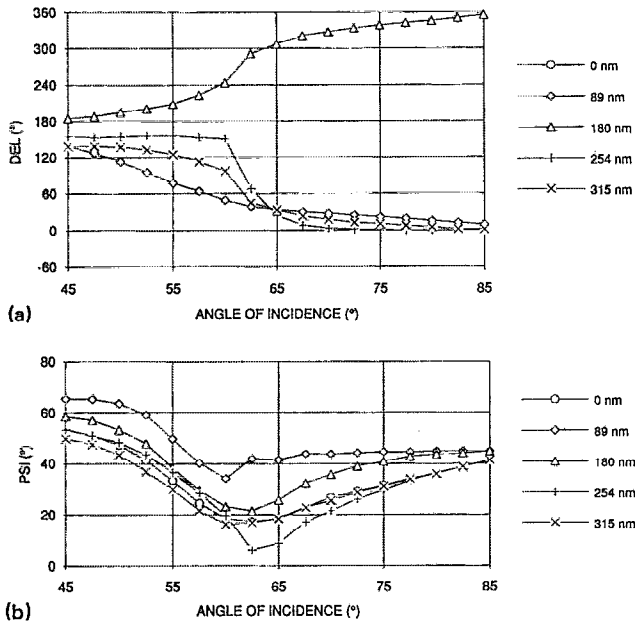 360
300
240
180
120
60
0
-60
DEL (°)
45 55 65 75 85
ANGLE OF INCIDENCE (°)
0 nm
89 nm
180 nm
254 nm
315 nm
(a)
80
60
40
20
0
PSI (°)
45 55 65 75 85
ANGLE OF INCIDENCE (°)
0 nm
89 nm
180 nm
254 nm
315 nm
(b)